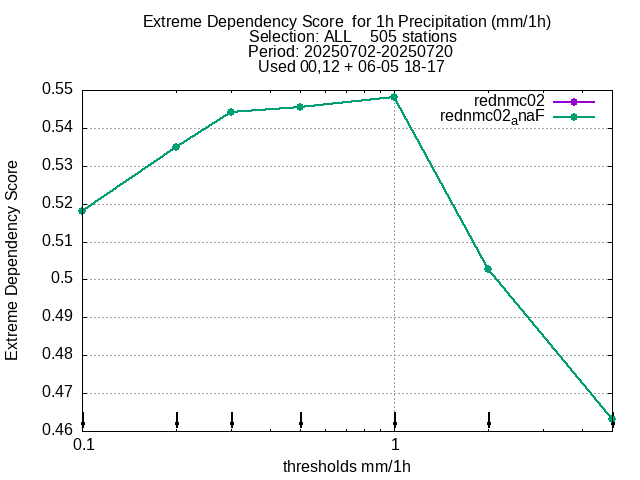 Extreme Dependency Score  for 1h Precipitation (mm/1h)
Selection: ALL    505 stations
Period: 20250702-20250720
Used 00,12 + 06-05 18-17
rednmc02
rednmc02_anaF
0.55
0.54
0.53
0.52
0.51
0.5
0.49
0.48
0.47
0.46
Extreme Dependency Score
0.1
1
thresholds mm/1h